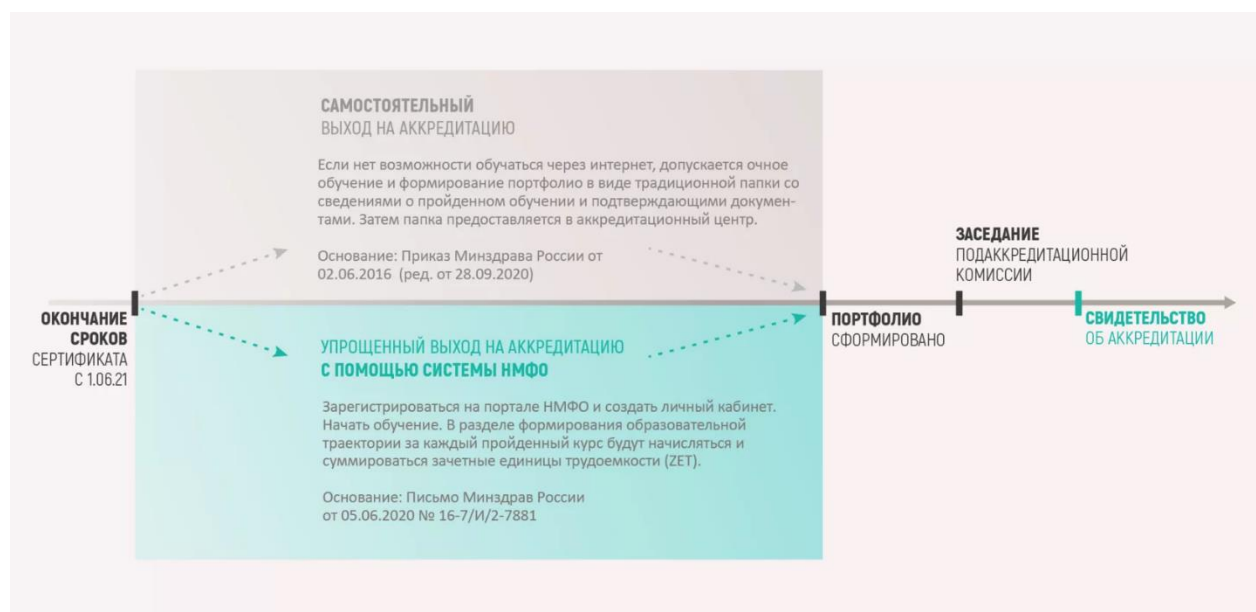 САМОСТОЯТЕЛЬНЫЙ
ВЫХОД НА АККРЕДИТАЦИЮ
Если нет возможности обучаться через интернет, допускается очное
обучение и формирование портфолио в виде традиционной папки со
сведениями о пройденном обучении и подтверждающими докумен-
тами. Затем папка предоставляется в аккредитационный центр.
Основание: Приказ Минздрава России от
02.06.2016 (ред. от 28.09.2020)
ОКОНЧАНИЕ
СРОКОВ
СЕРТИФИКАТА
С 1.06.21
УПРОЩЕННЫЙ ВЫХОД НА АККРЕДИТАЦИЮ
С ПОМОЩЬЮ СИСТЕМЫ НМФО
Зарегистрироваться на портале НМФО и создать личный кабинет.
Начать обучение. В разделе формирования образовательной
траектории за каждый пройденный курс будут начисляться и
суммироваться зачетные единицы трудоемкости (ZET).
Основание: Письмо Минздрав России
от 05.06.2020 № 16-7/И/2-7881
ПОРТФОЛИО
СФОРМИРОВАНО
ЗАСЕДАНИЕ
ПОДАККРЕДИТАЦИОННОЙ
КОМИССИИ
СВИДЕТЕЛЬСТВО
ОБ АККРЕДИТАЦИИ